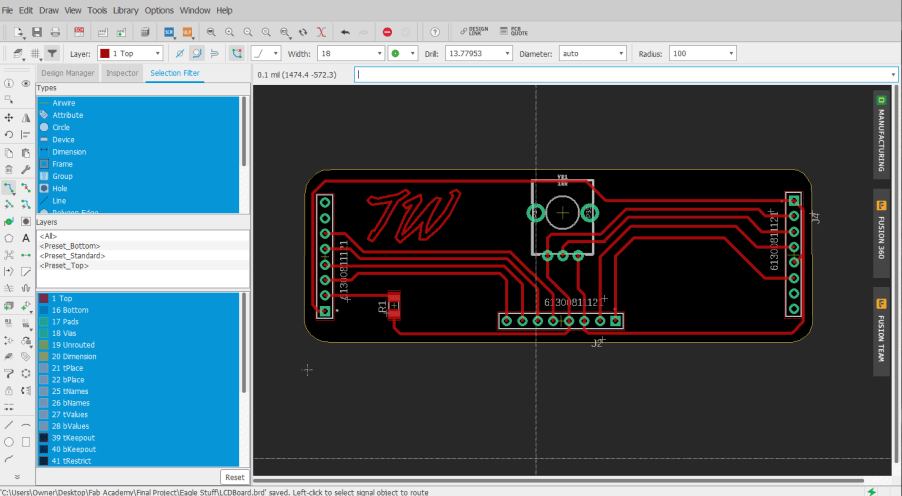 File Edit Draw View Tools Library Options Window Help
DESIGN LINK
PCB QUOTE
Layer: 1 Top Width: 18 Drill: 13.77953 Diameter: auto Radius: 100
Design Manager Inspector Selection Filter
0.1 mil (1474.4 -572.3)
Types
Airwire
Attribute
Circle
Device
Dimension
Frame
Group
Hole
Line
Polygon Edge
Layers
<All>
<Preset_Bottom>
<Preset_Standard>
<Preset_Top>
1 Top
16 Bottom
17 Pads
18 Vias
19 Unrouted
20 Dimension
21 tPlace
22 bPlace
25 tNames
26 bNames
27 tValues
28 bValues
39 tKeepout
40 bKeepout
41 tRestrict
Reset
TW
61300811121
R1
61300811121
J2
61300811121
J4
MANUFACTURING
FUSION 360
FUSION TEAM
'C:\Users\Owner\Desktop\Fab Academy\Final Project\Eagle Stuff\LCDBoard.brd' saved. Left-click to select signal object to route